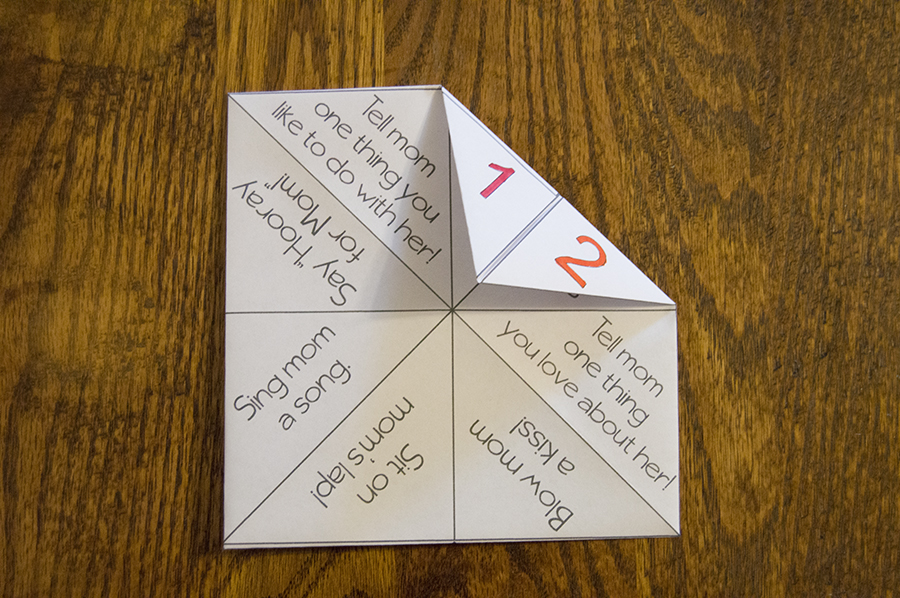 Tell mom
one thing you
like to do with her!
1
2
Say "Hooray
for Mom!"
Sing mom
a song.
Sit on
mom's lap!
Blow mom
a kiss!
Tell mom
one thing
you love about her!